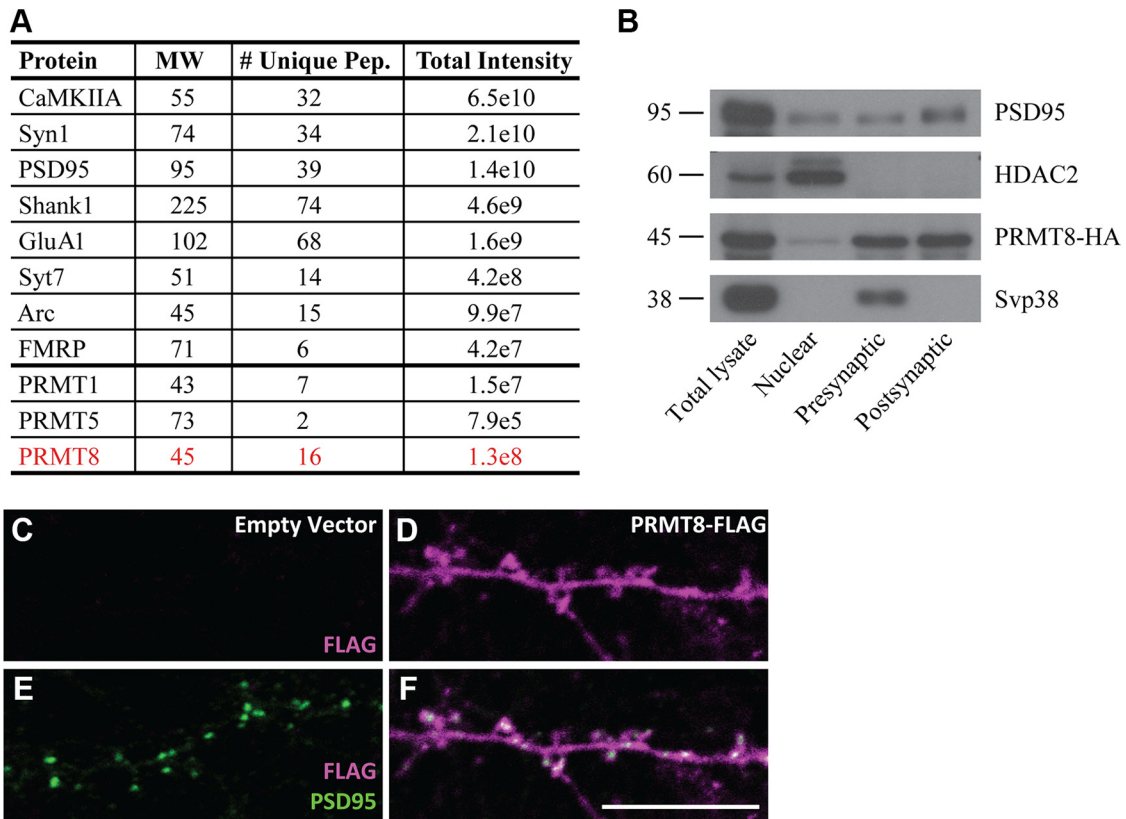 A
Protein MW # Unique Pep. Total Intensity
CaMKIIA 55 32 6.5e10
Syn1 74 34 2.1e10
PSD95 95 39 1.4e10
Shank1 225 74 4.6e9
GluA1 102 68 1.6e9
Syt7 51 14 4.2e8
Arc 45 15 9.9e7
FMRP 71 6 4.2e7
PRMT1 43 7 1.5e7
PRMT5 73 2 7.9e5
PRMT8 45 16 1.3e8
B
95 PSD95
60 HDAC2
45 PRMT8-HA
38 Svp38
Total lysate
Nuclear
Presynaptic
Postsynaptic
C Empty Vector
FLAG
D PRMT8-FLAG
E
FLAG
PSD95
F